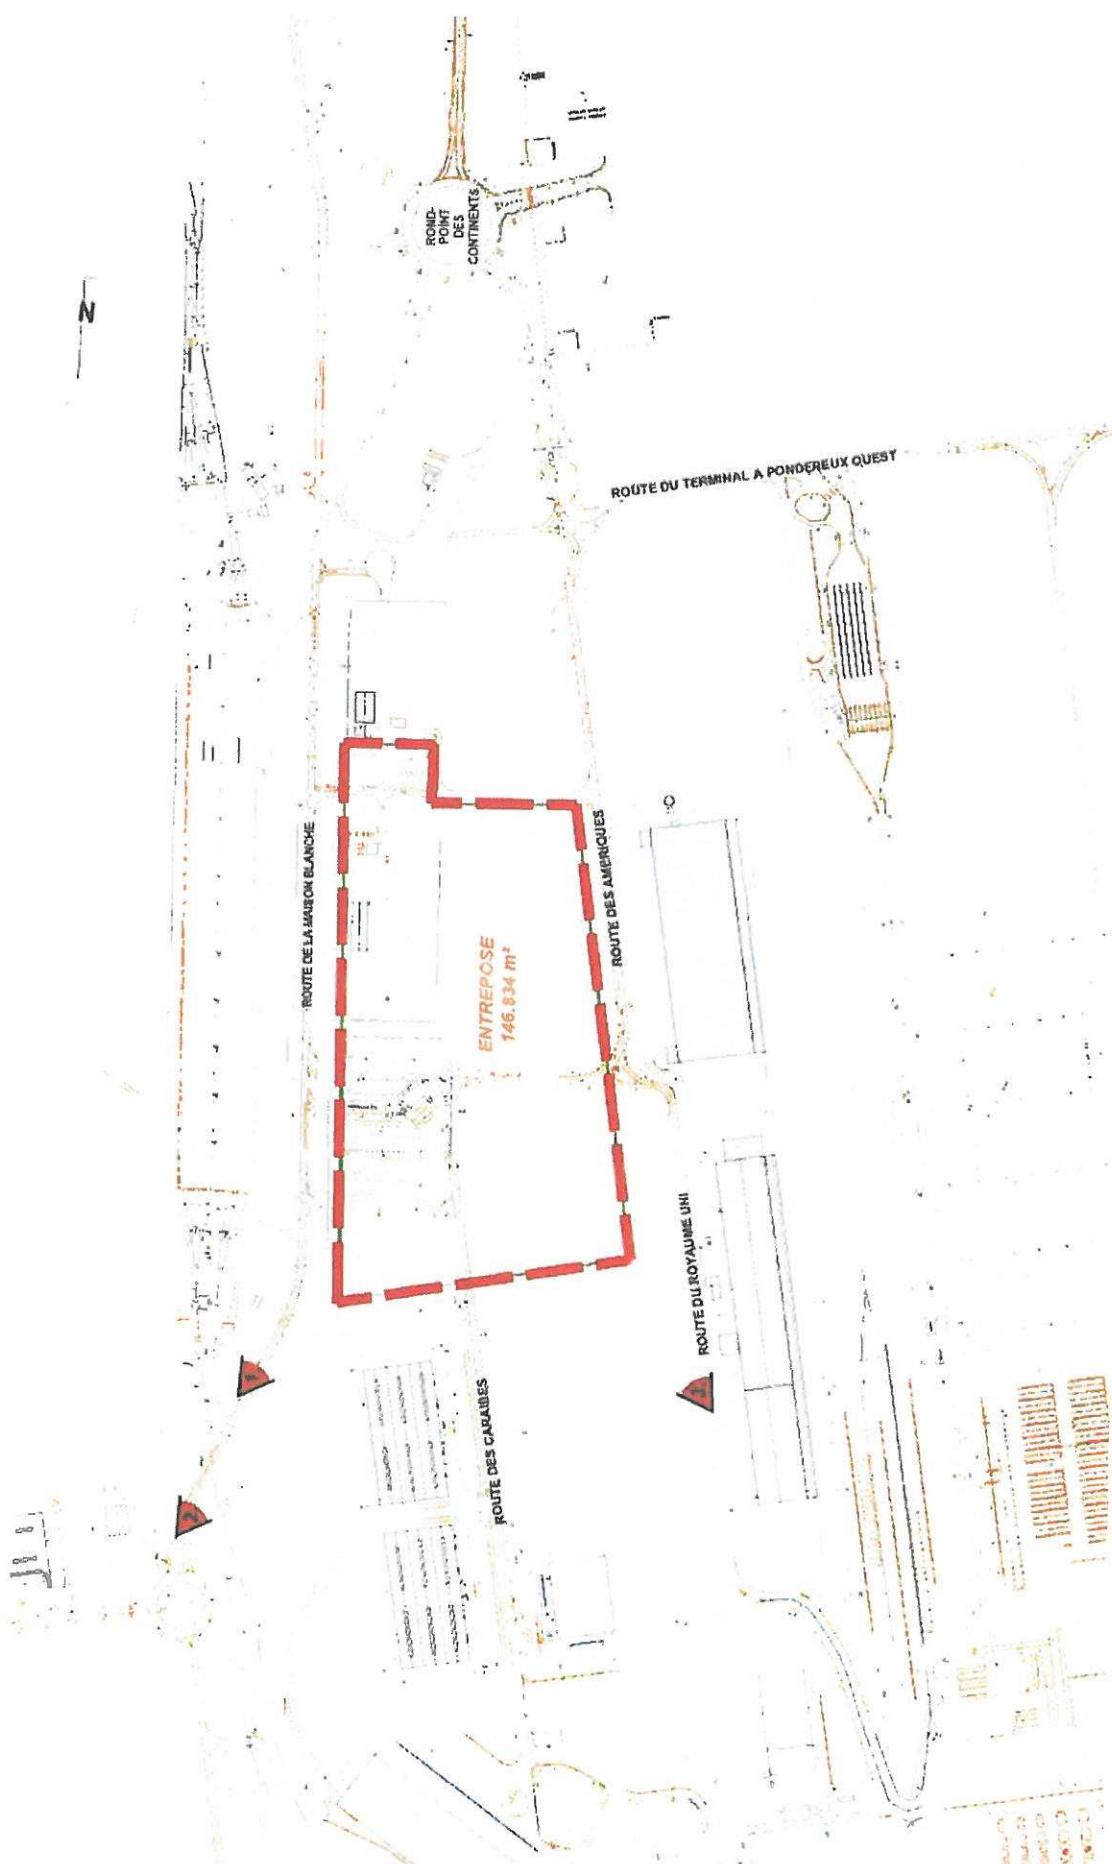 N
ROND-
POINT
DES
CONTINENTS
ROUTE DU TERMINAL A PONDEREUX OUEST
ROUTE DE LA MAISON BLANCHE
ROUTE DES AMERIQUES
ENTREPOSE
146.834 m²
ROUTE DU ROYAUME UNI
1
3
ROUTE DES CARAIBES
2